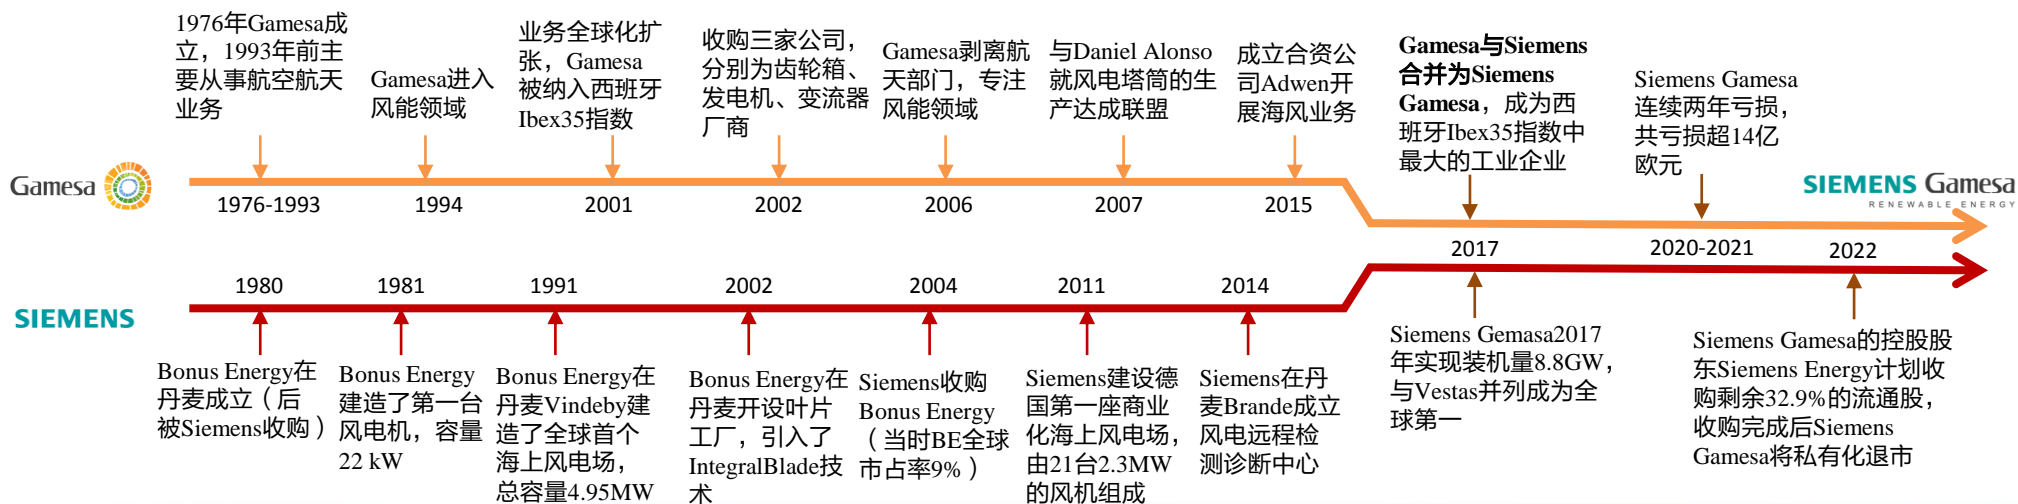 1976年Gamesa成
立，1993年前主
要从事航空航天
业务
Gamesa进入
风能领域
业务全球化扩
张，Gamesa
被纳入西班牙
Ibex35指数
收购三家公司，
分别为齿轮箱、
发电机、变流器
厂商
Gamesa剥离航
天部门，专注
风能领域
与Daniel Alonso
就风电塔筒的生
产达成联盟
成立合资公
司Adwen开
展海风业务
Gamesa与Siemens
合并为Siemens
Gamesa，成为西
班牙Ibex35指数中
最大的工业企业
Siemens Gamesa
连续两年亏损，
共亏损超14亿
欧元
Gamesa
SIEMENS Gamesa
RENEWABLE ENERGY
1976-1993
1994
2001
2002
2006
2007
2015
2017
2020-2021
2022
1980
1981
1991
2002
2004
2011
2014
SIEMENS
Bonus Energy在
丹麦成立（后
被Siemens收购）
Bonus Energy
建造了第一台
风电机，容量
22 kW
Bonus Energy在
丹麦Vindeby建
造了全球首个
海上风电场，
总容量4.95MW
Bonus Energy在
丹麦开设叶片
工厂，引入了
IntegralBlade技
术
Siemens收购
Bonus Energy
（当时BE全球
市占率9%）
Siemens建设德
国第一座商业
化海上风电场，
由21台2.3MW
的风机组成
Siemens在丹
麦Brande成立
风电远程检
测诊断中心
Siemens Gemasa2017
年实现装机量8.8GW，
与Vestas并列成为全
球第一
Siemens Gamesa的控股股
东Siemens Energy计划收
购剩余32.9%的流通股，
收购完成后Siemens
Gamesa将私有化退市